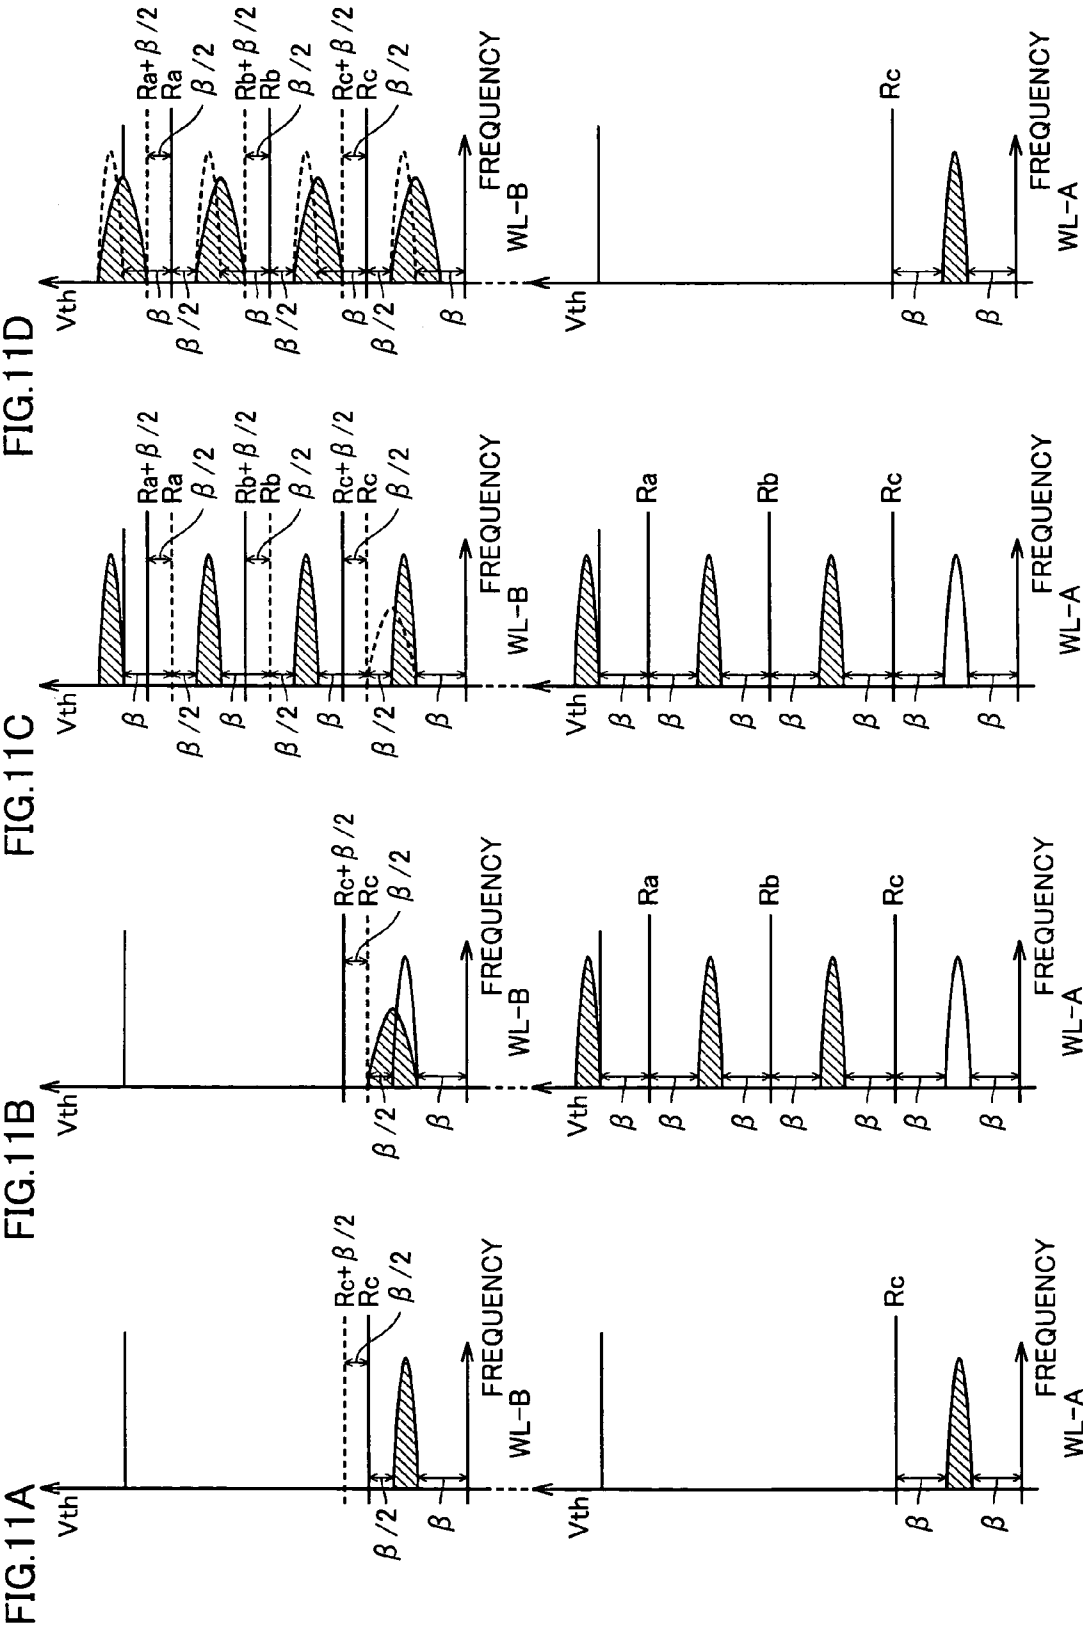 FIG.11A
Vth
Rc+β/2
Rc
β/2
β/2
β
FREQUENCY
WL-B
Vth
Rc
β
β
FREQUENCY
WL-A
FIG.11B
Vth
Rc+β/2
Rc
β/2
β/2
β
FREQUENCY
WL-B
Vth
Ra
Rb
Rc
β
β
β
β
β
β
β
FREQUENCY
WL-A
FIG.11C
Vth
Ra+β/2
Ra
β/2
Rb+β/2
Rb
β/2
Rc+β/2
Rc
β/2
β
β/2
β
β/2
β
β/2
β
FREQUENCY
WL-B
Vth
Ra
Rb
Rc
β
β
β
β
β
β
β
FREQUENCY
WL-A
FIG.11D
Vth
Ra+β/2
Ra
β/2
Rb+β/2
Rb
β/2
Rc+β/2
Rc
β/2
β
β/2
β
β/2
β
β/2
β
FREQUENCY
WL-B
Vth
Rc
β
β
FREQUENCY
WL-A